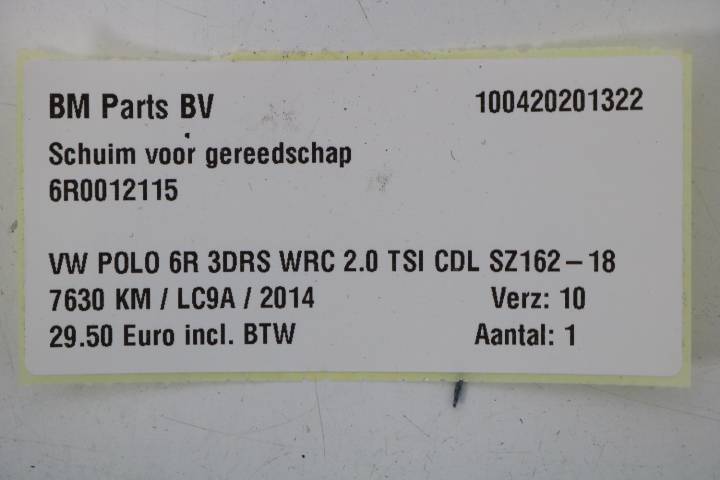 BM Parts BV 100420201322
Schuim voor gereedschap
6R0012115
VW POLO 6R 3DRS WRC 2.0 TSI CDL SZ162-18
7630 KM / LC9A / 2014 Verz: 10
29.50 Euro incl. BTW Aantal: 1